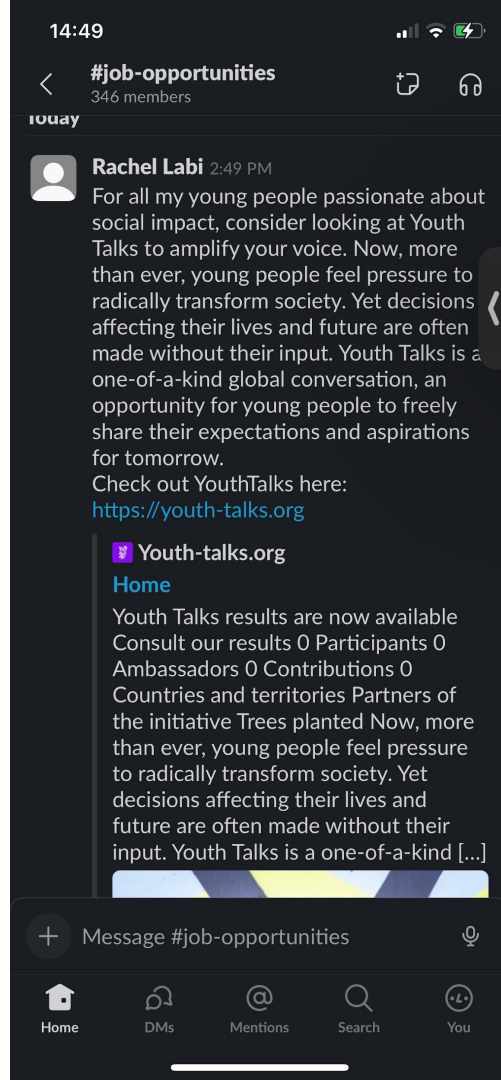 14:49
#job-opportunities
346 members
Today
Rachel Labi 2:49 PM
For all my young people passionate about
social impact, consider looking at Youth
Talks to amplify your voice. Now, more
than ever, young people feel pressure to
radically transform society. Yet decisions
affecting their lives and future are often
made without their input. Youth Talks is a
one-of-a-kind global conversation, an
opportunity for young people to freely
share their expectations and aspirations
for tomorrow.
Check out YouthTalks here:
https://youth-talks.org
Youth-talks.org
Home
Youth Talks results are now available
Consult our results 0 Participants 0
Ambassadors 0 Contributions 0
Countries and territories Partners of
the initiative Trees planted Now, more
than ever, young people feel pressure
to radically transform society. Yet
decisions affecting their lives and
future are often made without their
input. Youth Talks is a one-of-a-kind [...]
Message #job-opportunities
Home
DMs
Mentions
Search
You